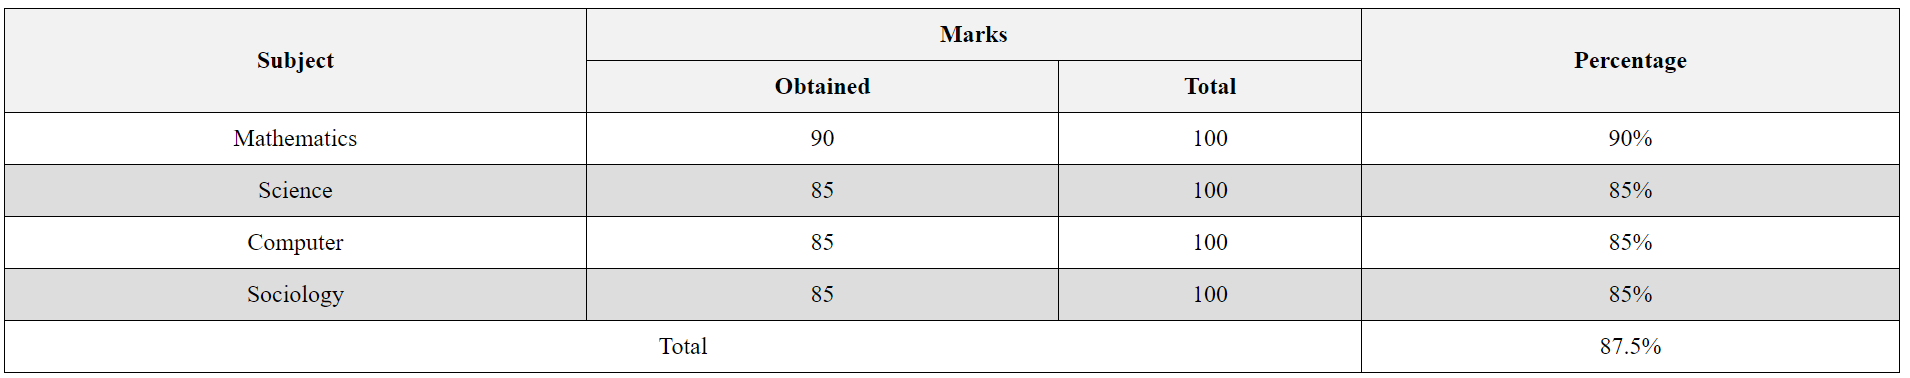 Subject Marks Percentage
Obtained Total
Mathematics 90 100 90%
Science 85 100 85%
Computer 85 100 85%
Sociology 85 100 85%
Total 87.5%